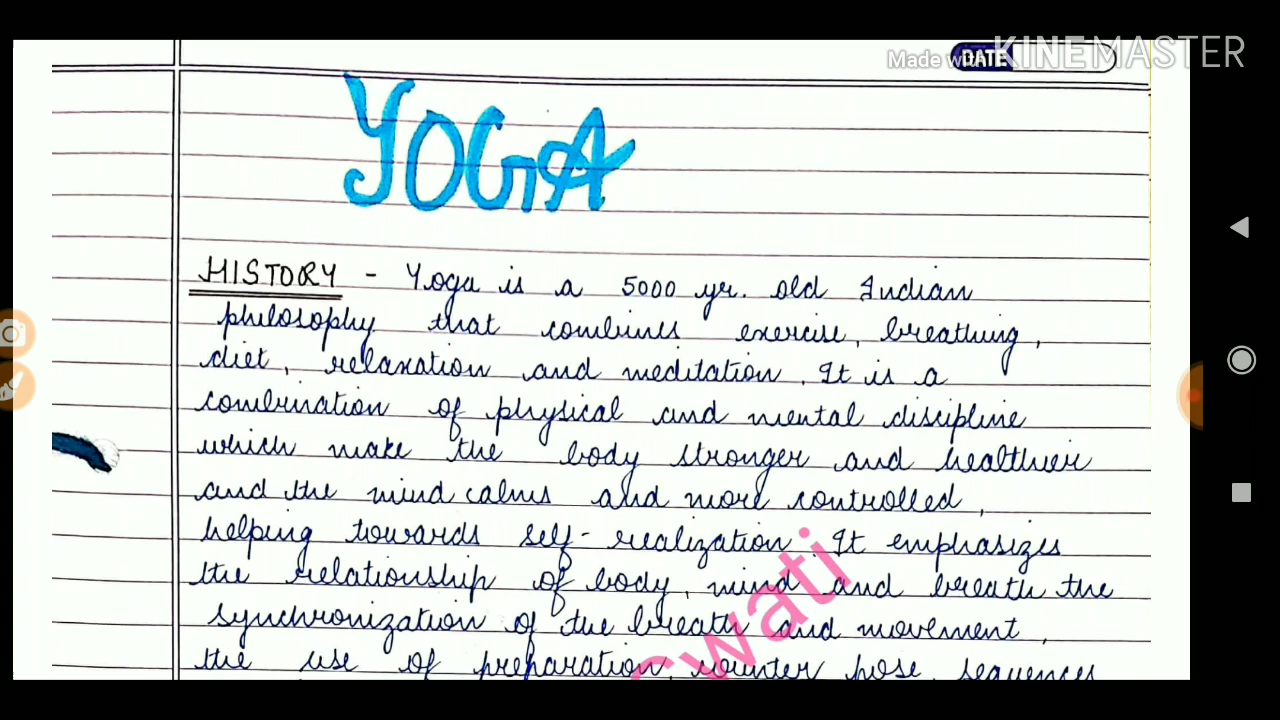 Made with KINEMASTER
DATE
YOGA
HISTORY - Yoga is a 5000 yr. old Indian
philosophy that combines exercise, breathing,
diet, relaxation and meditation. It is a
combination of physical and mental discipline
which make the body stronger and healthier
and the mind calms and more controlled,
helping towards self-realization. It emphasizes
the relationship of body, mind and breath the
synchronization of the breath and movement,
the use of preparation, counter pose, sequences
Swati